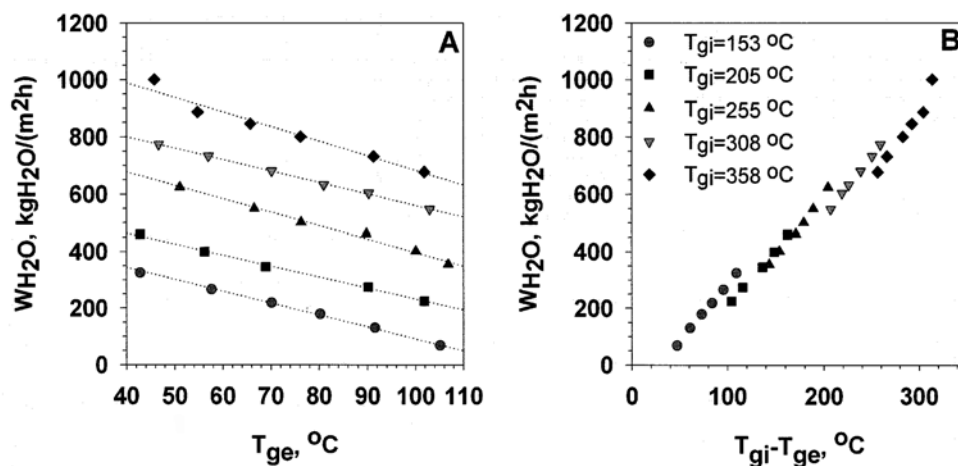 A
WH2O, kgH2O/(m2h)
1200
1000
800
600
400
200
0
40 50 60 70 80 90 100 110
Tge, oC
B
WH2O, kgH2O/(m2h)
1200
1000
800
600
400
200
0
Tgi=153 oC
Tgi=205 oC
Tgi=255 oC
Tgi=308 oC
Tgi=358 oC
0 100 200 300
Tgi-Tge, oC